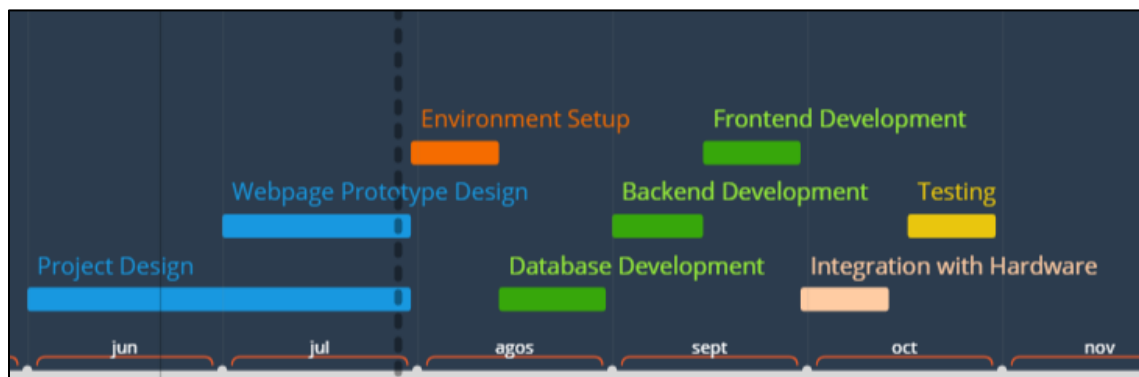 Environment Setup
Frontend Development
Webpage Prototype Design
Backend Development
Testing
Project Design
Database Development
Integration with Hardware
jun
jul
agos
sept
oct
nov